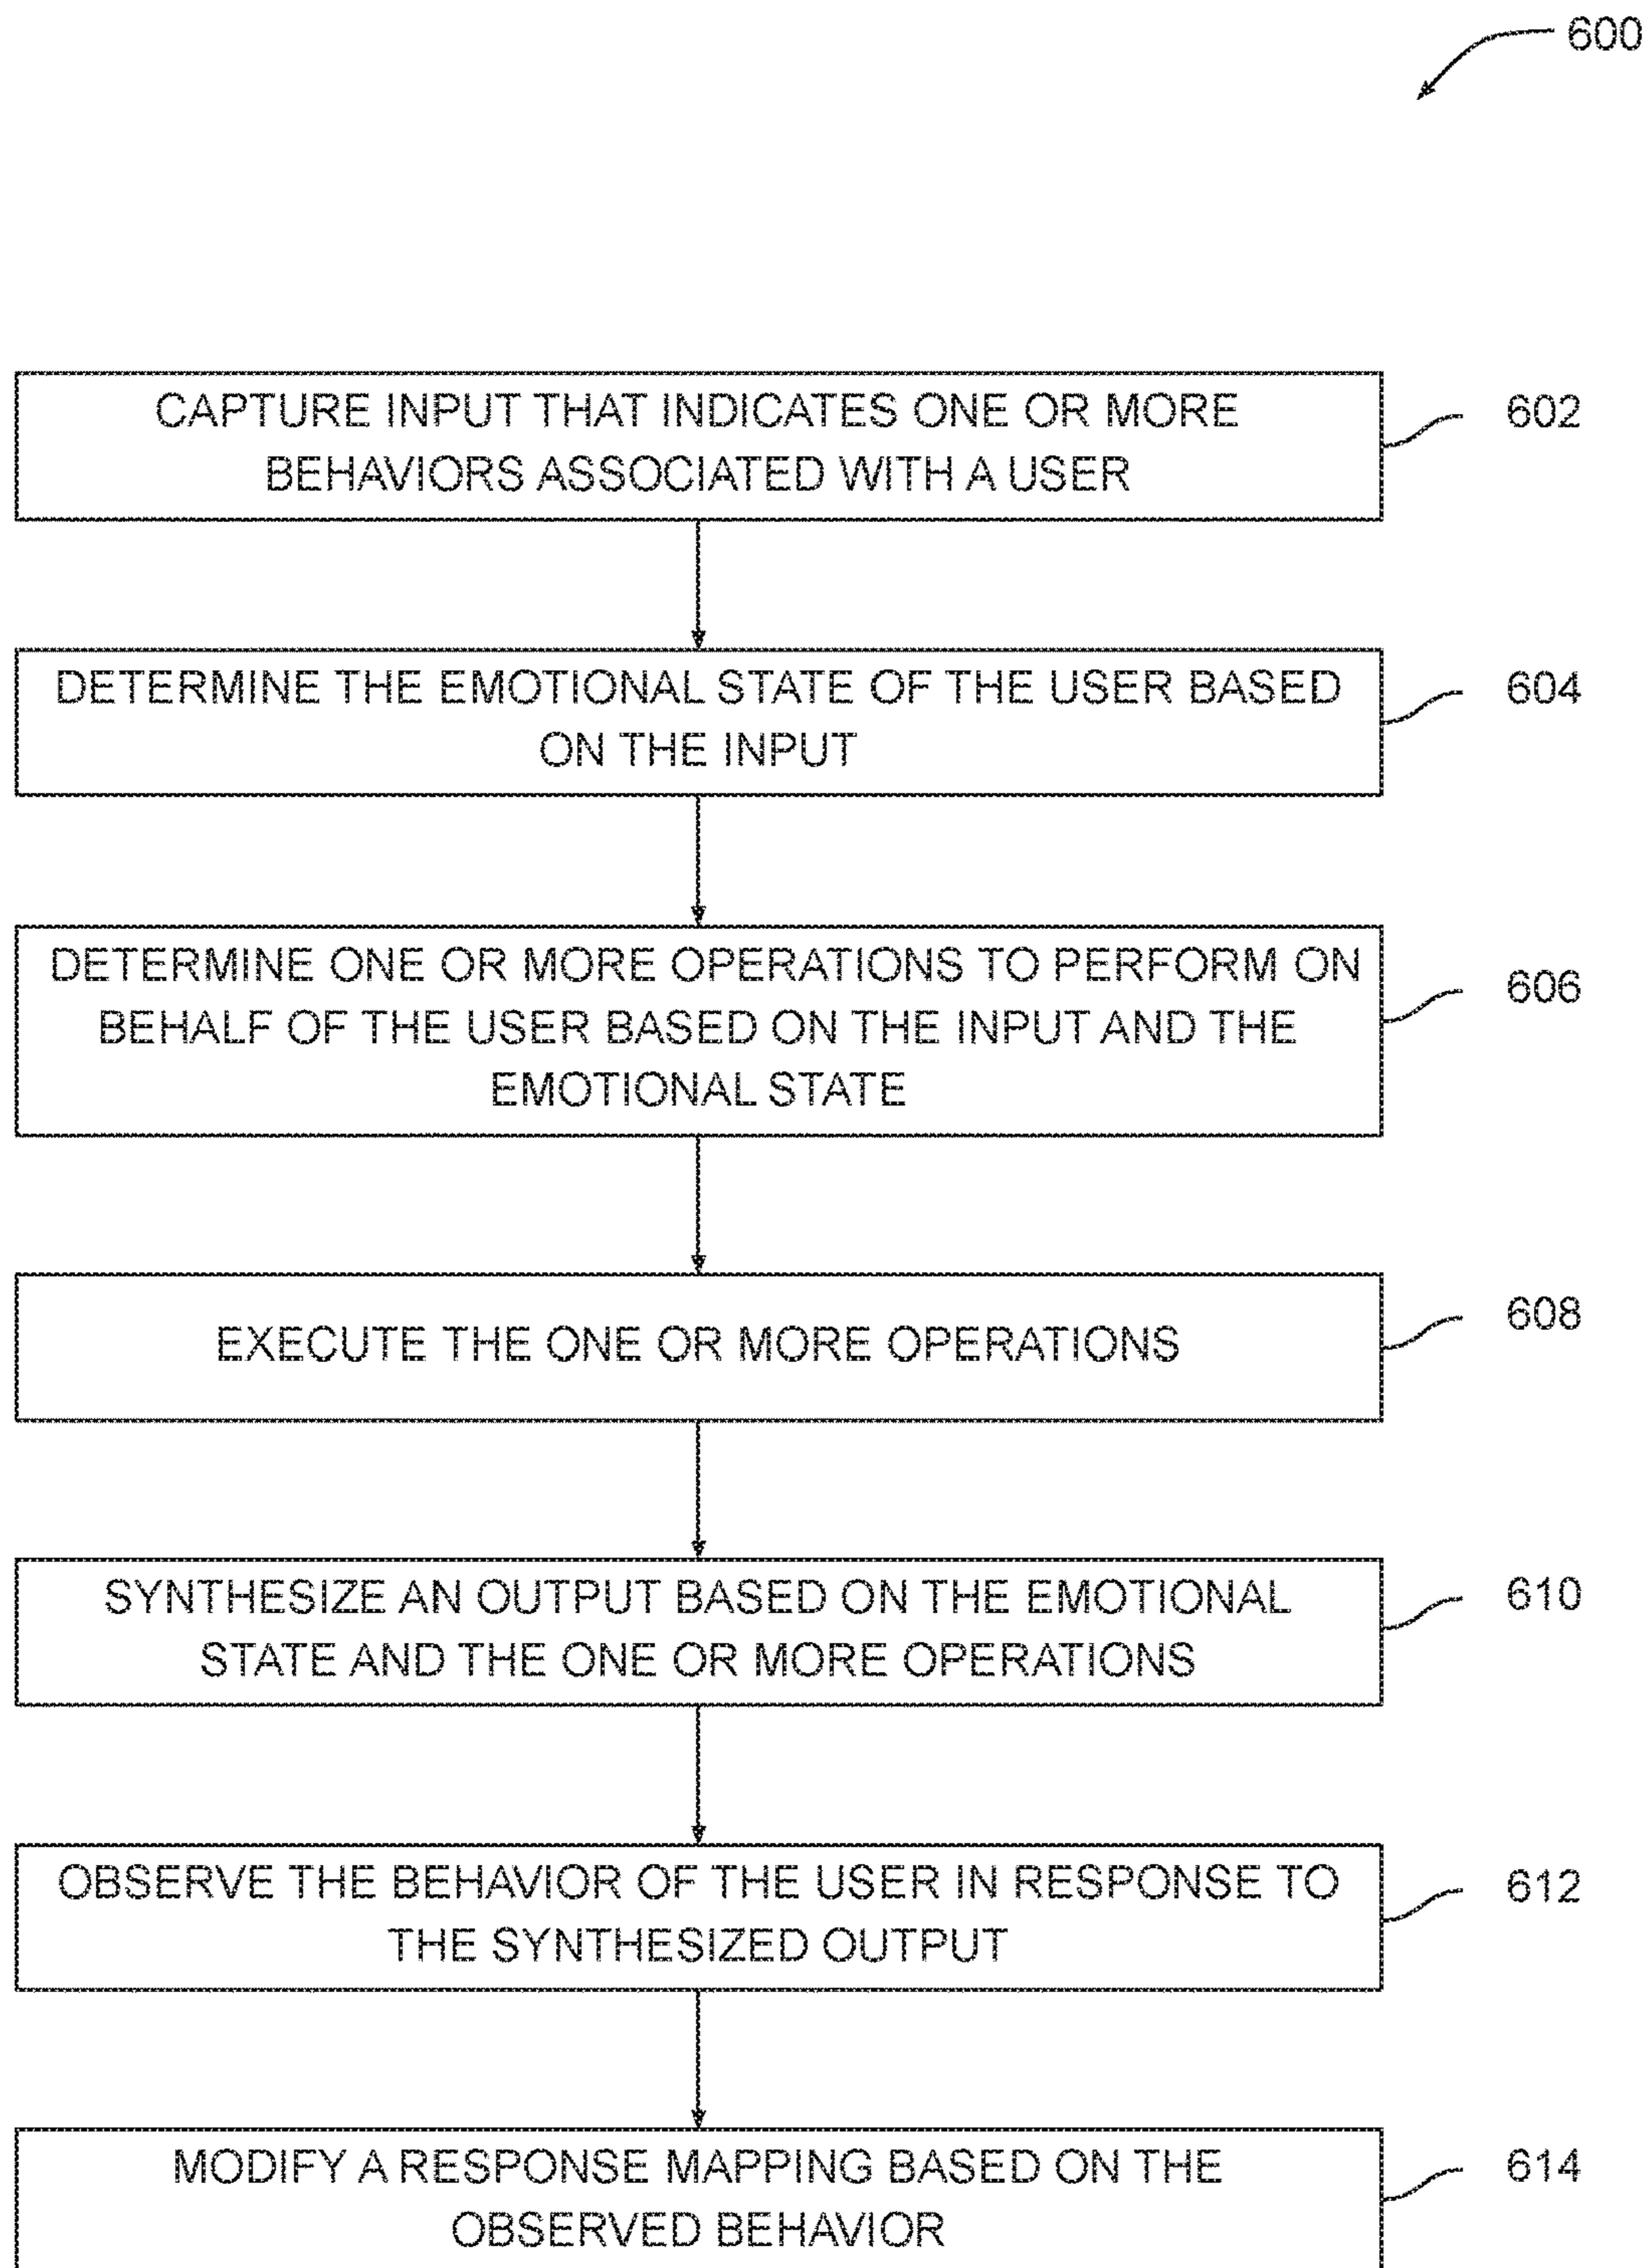 600
CAPTURE INPUT THAT INDICATES ONE OR MORE
BEHAVIORS ASSOCIATED WITH A USER
602
DETERMINE THE EMOTIONAL STATE OF THE USER BASED
ON THE INPUT
604
DETERMINE ONE OR MORE OPERATIONS TO PERFORM ON
BEHALF OF THE USER BASED ON THE INPUT AND THE
EMOTIONAL STATE
606
EXECUTE THE ONE OR MORE OPERATIONS
608
SYNTHESIZE AN OUTPUT BASED ON THE EMOTIONAL
STATE AND THE ONE OR MORE OPERATIONS
610
OBSERVE THE BEHAVIOR OF THE USER IN RESPONSE TO
THE SYNTHESIZED OUTPUT
612
MODIFY A RESPONSE MAPPING BASED ON THE
OBSERVED BEHAVIOR
614